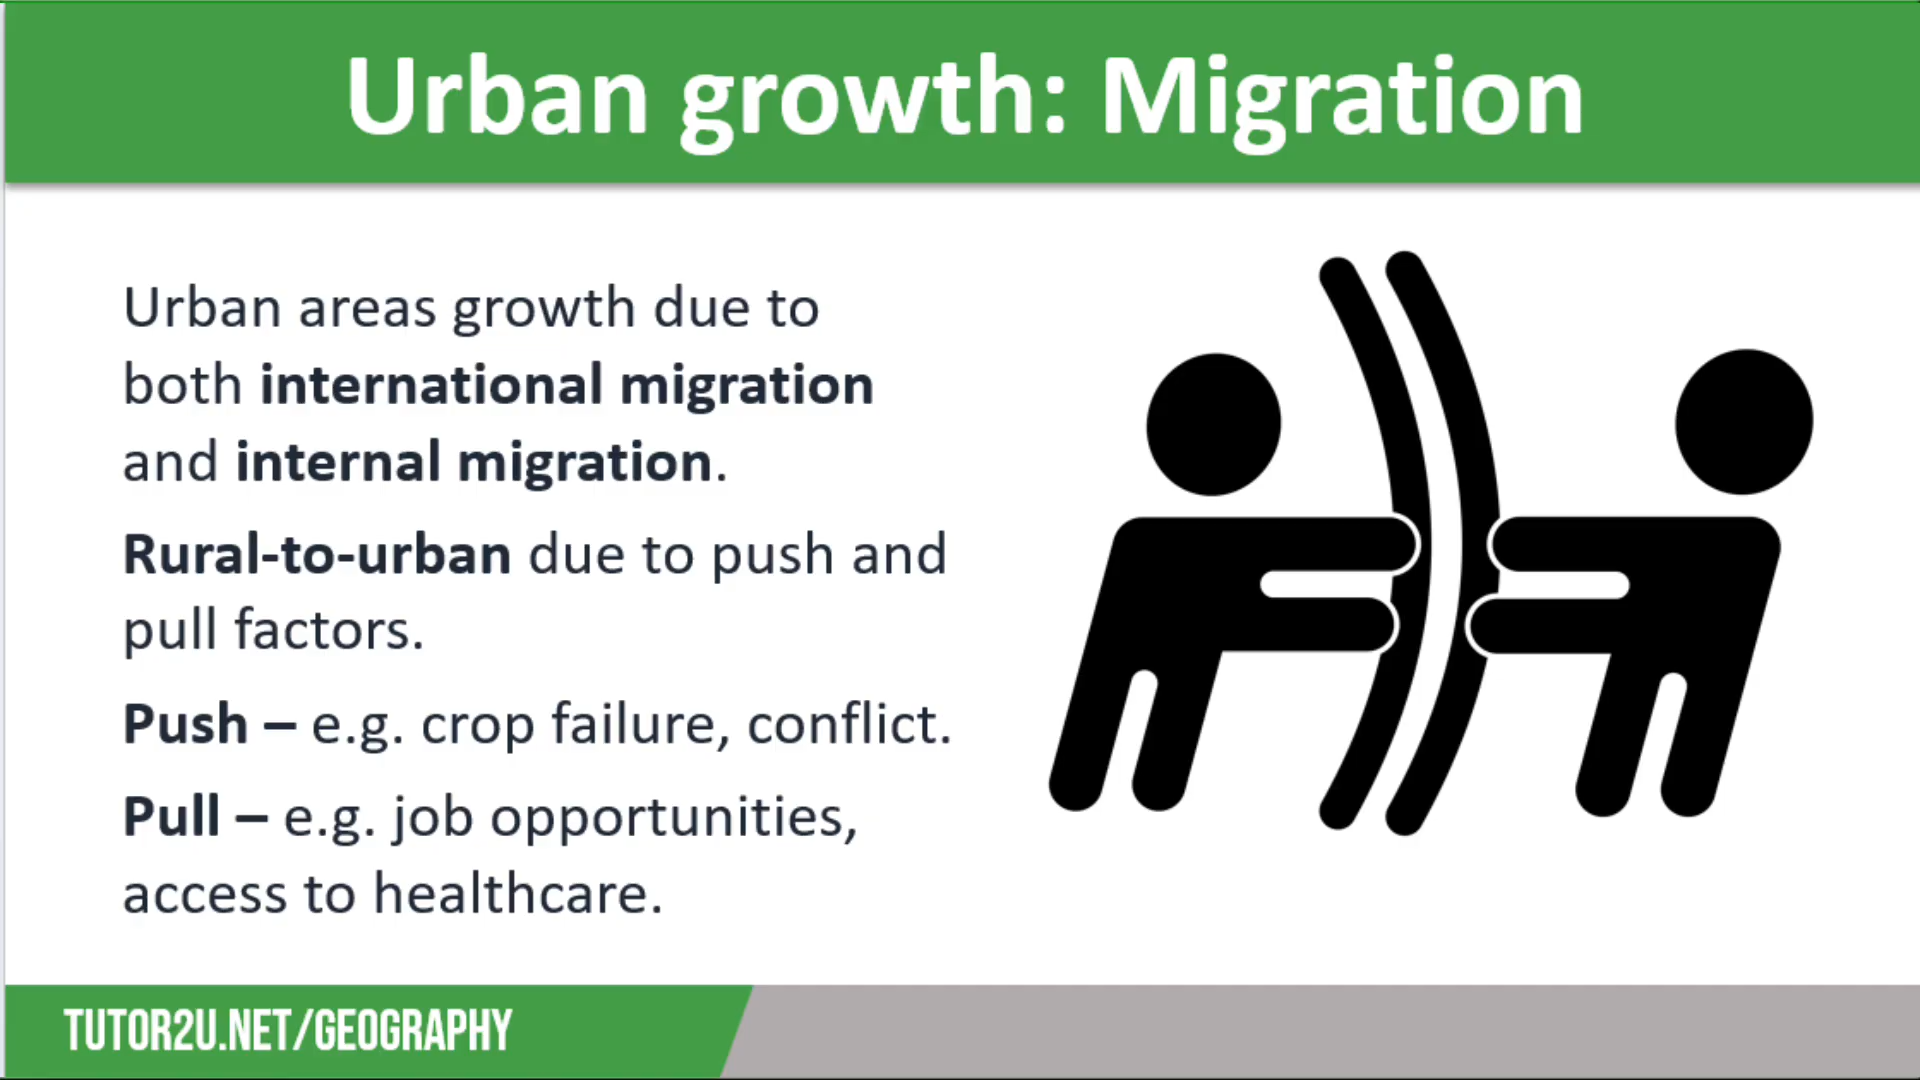 Urban growth: Migration
Urban areas growth due to
both international migration
and internal migration.
Rural-to-urban due to push and
pull factors.
Push – e.g. crop failure, conflict.
Pull – e.g. job opportunities,
access to healthcare.
TUTOR2U.NET/GEOGRAPHY